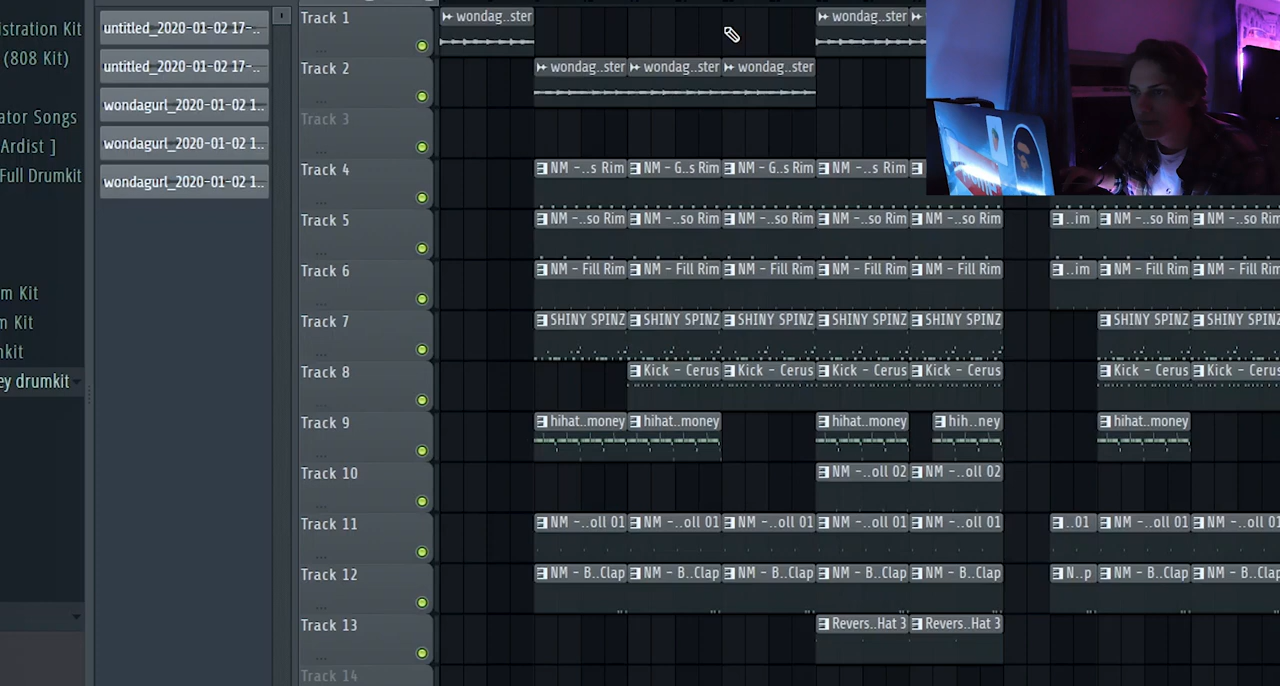 istration Kit
(808 Kit)
ator Songs
Ardist ]
Full Drumkit
m Kit
m Kit
nkit
ey drumkit
untitled_2020-01-02 17-..
untitled_2020-01-02 17-..
wondagurl_2020-01-02 1..
wondagurl_2020-01-02 1..
wondagurl_2020-01-02 1..
Track 1 wondag..ster wondag..ster
Track 2 wondag..ster wondag..ster wondag..ster
Track 3
Track 4 NM -..s Rim NM - G..s Rim NM - G..s Rim NM -..s Rim
Track 5 NM -..so Rim NM -..so Rim NM -..so Rim NM -..so Rim NM -..so Rim ..im NM -..so Rim NM -..so Rim
Track 6 NM - Fill Rim NM - Fill Rim NM - Fill Rim NM - Fill Rim NM - Fill Rim ..im NM - Fill Rim NM - Fill Rim
Track 7 SHINY SPINZ SHINY SPINZ SHINY SPINZ SHINY SPINZ SHINY SPINZ SHINY SPINZ SHINY SPINZ
Track 8 Kick - Cerus Kick - Cerus Kick - Cerus Kick - Cerus Kick - Cerus Kick - Cerus
Track 9 hihat..money hihat..money hihat..money hih..ney hihat..money
Track 10 NM -..oll 02 NM -..oll 02
Track 11 NM -..oll 01 NM -..oll 01 NM -..oll 01 NM -..oll 01 NM -..oll 01 ..01 NM -..oll 01 NM -..oll 01
Track 12 NM - B..Clap NM - B..Clap NM - B..Clap NM - B..Clap NM - B..Clap N..p NM - B..Clap NM - B..Clap
Track 13 Revers..Hat 3 Revers..Hat 3
Track 14